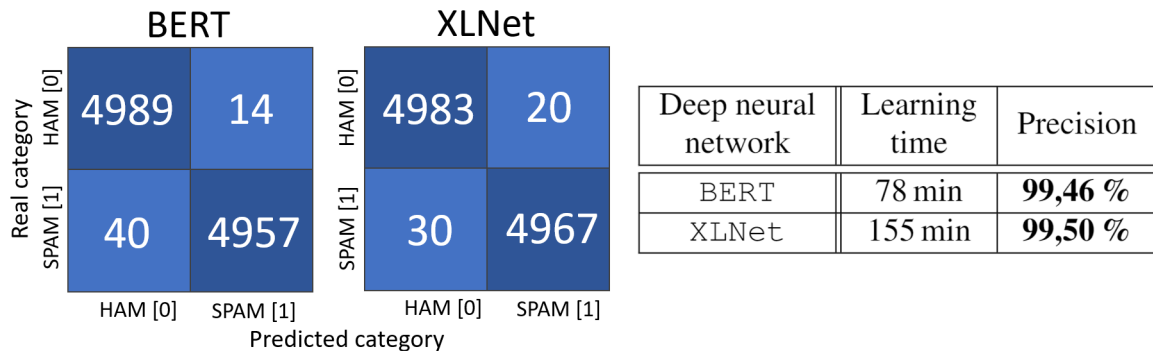 BERT
XLNet
Real category
HAM [0]
SPAM [1]
4989 14
40 4957
HAM [0] SPAM [1]
HAM [0]
SPAM [1]
4983 20
30 4967
HAM [0] SPAM [1]
Predicted category
Deep neural network Learning time Precision
BERT 78 min 99,46 %
XLNet 155 min 99,50 %